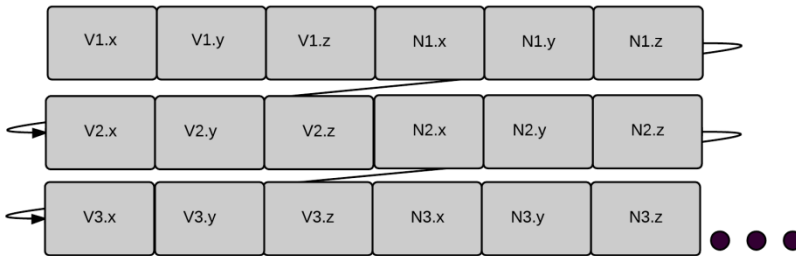 V1.x V1.y V1.z N1.x N1.y N1.z
V2.x V2.y V2.z N2.x N2.y N2.z
V3.x V3.y V3.z N3.x N3.y N3.z